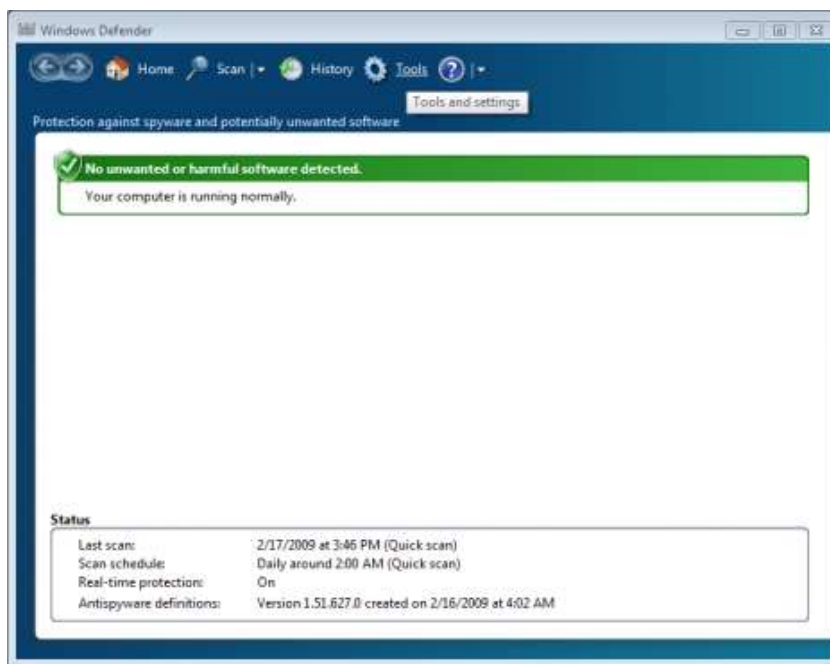 Windows Defender
Home Scan History Tools ?
Tools and settings
Protection against spyware and potentially unwanted software
No unwanted or harmful software detected.
Your computer is running normally.
Status
Last scan: 2/17/2009 at 3:46 PM (Quick scan)
Scan schedule: Daily around 2:00 AM (Quick scan)
Real-time protection: On
Antispyware definitions: Version 1.51.627.0 created on 2/16/2009 at 4:02 AM